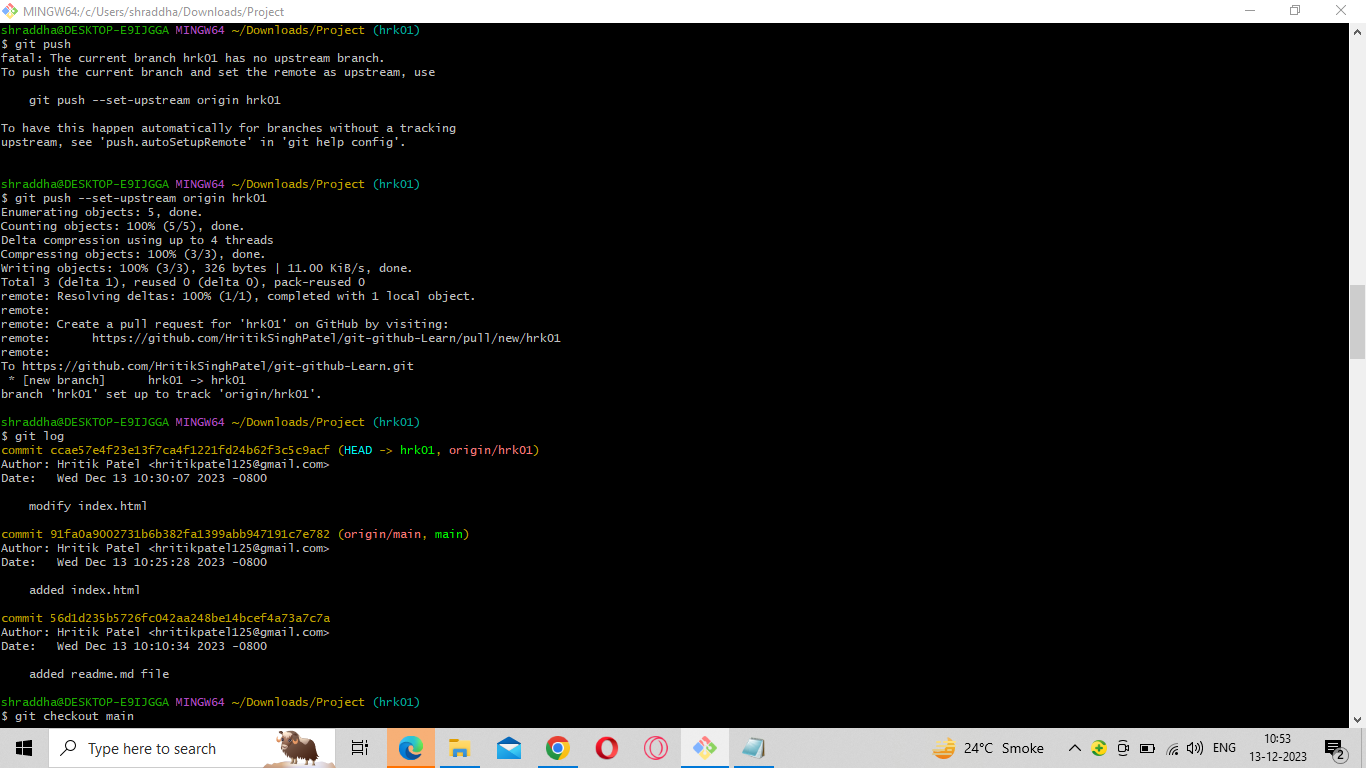 MINGW64:/c/Users/shraddha/Downloads/Project
shraddha@DESKTOP-E9IJGGA MINGW64 ~/Downloads/Project (hrk01)
$ git push
fatal: The current branch hrk01 has no upstream branch.
To push the current branch and set the remote as upstream, use
    git push --set-upstream origin hrk01
To have this happen automatically for branches without a tracking
upstream, see 'push.autoSetupRemote' in 'git help config'.
shraddha@DESKTOP-E9IJGGA MINGW64 ~/Downloads/Project (hrk01)
$ git push --set-upstream origin hrk01
Enumerating objects: 5, done.
Counting objects: 100% (5/5), done.
Delta compression using up to 4 threads
Compressing objects: 100% (3/3), done.
Writing objects: 100% (3/3), 326 bytes | 11.00 KiB/s, done.
Total 3 (delta 1), reused 0 (delta 0), pack-reused 0
remote: Resolving deltas: 100% (1/1), completed with 1 local object.
remote:
remote: Create a pull request for 'hrk01' on GitHub by visiting:
remote:      https://github.com/HritikSinghPatel/git-github-Learn/pull/new/hrk01
remote:
To https://github.com/HritikSinghPatel/git-github-Learn.git
 * [new branch]      hrk01 -> hrk01
branch 'hrk01' set up to track 'origin/hrk01'.
shraddha@DESKTOP-E9IJGGA MINGW64 ~/Downloads/Project (hrk01)
$ git log
commit ccae57e4f23e13f7ca4f1221fd24b62f3c5c9acf (HEAD -> hrk01, origin/hrk01)
Author: Hritik Patel <hritikpatel125@gmail.com>
Date:   Wed Dec 13 10:30:07 2023 -0800
    modify index.html
commit 91fa0a9002731b6b382fa1399abb947191c7e782 (origin/main, main)
Author: Hritik Patel <hritikpatel125@gmail.com>
Date:   Wed Dec 13 10:25:28 2023 -0800
    added index.html
commit 56d1d235b5726fc042aa248be14bcef4a73a7c7a
Author: Hritik Patel <hritikpatel125@gmail.com>
Date:   Wed Dec 13 10:10:34 2023 -0800
    added readme.md file
shraddha@DESKTOP-E9IJGGA MINGW64 ~/Downloads/Project (hrk01)
$ git checkout main
Type here to search
24°C Smoke
ENG
10:53
13-12-2023
2